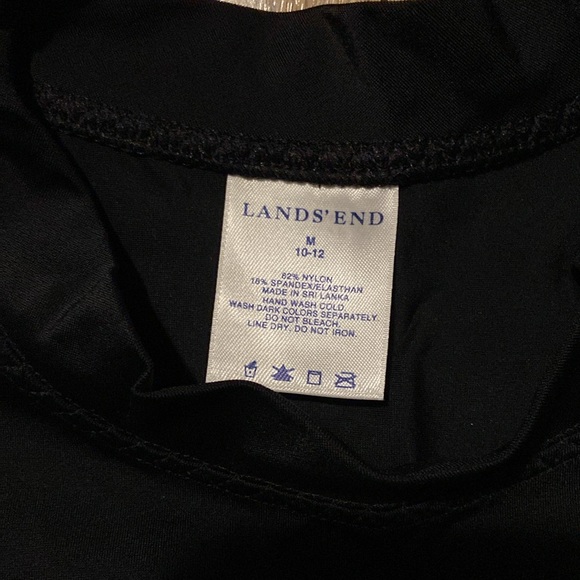 LANDS' END
M
10-12
82% NYLON
18% SPANDEX/ELASTHAN
MADE IN SRI LANKA
HAND WASH COLD.
WASH DARK COLORS SEPARATELY.
DO NOT BLEACH.
LINE DRY. DO NOT IRON.